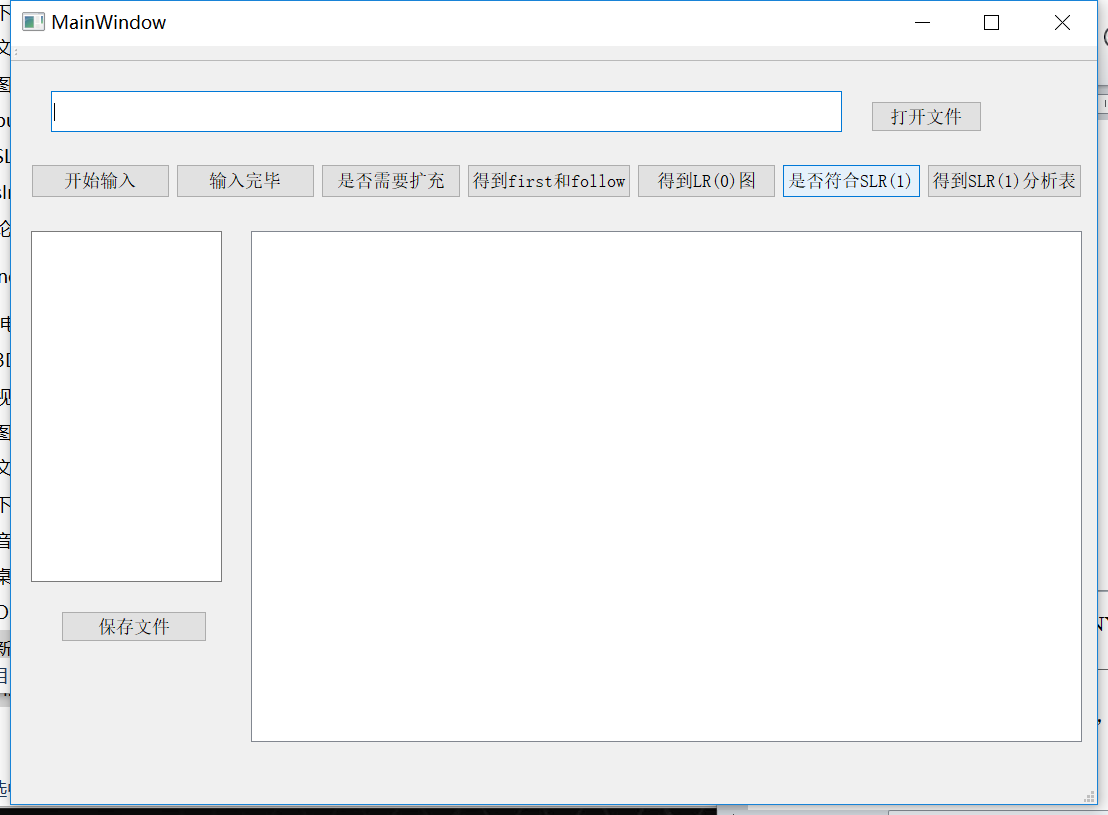 MainWindow
打开文件
开始输入 输入完毕 是否需要扩充 得到first和follow 得到LR(0)图 是否符合SLR(1) 得到SLR(1)分析表
保存文件